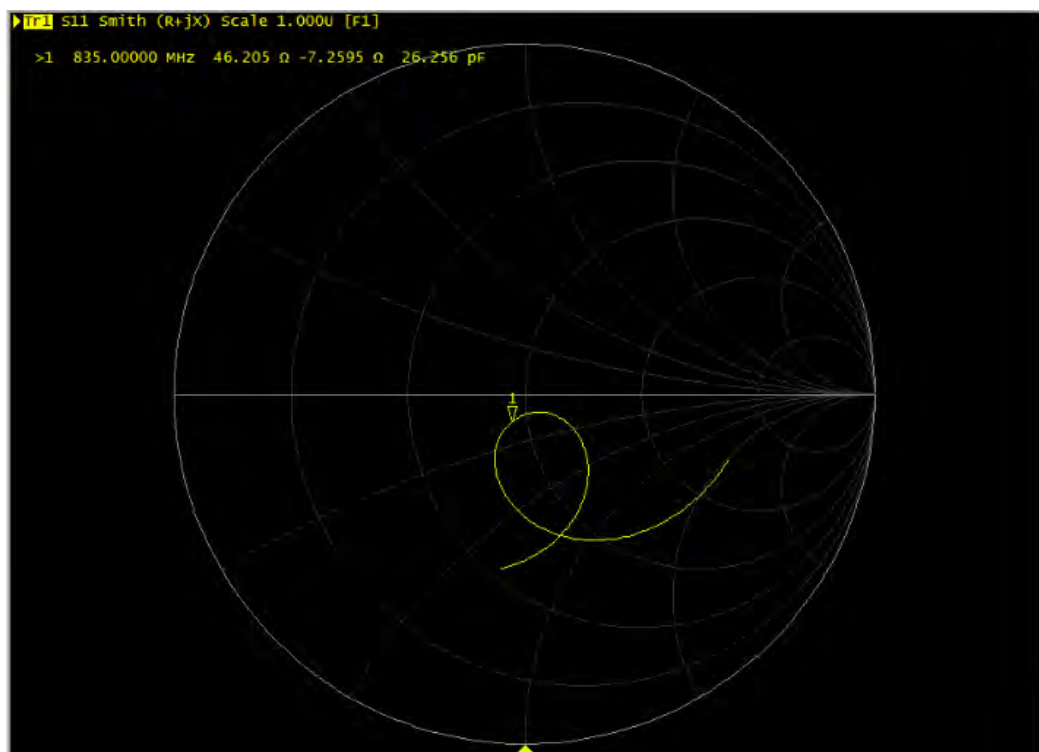 Tr1 S11 Smith (R+jX) Scale 1.000U [F1]
>1 835.00000 MHz 46.205 Ω -7.2595 Ω 26.256 pF
1